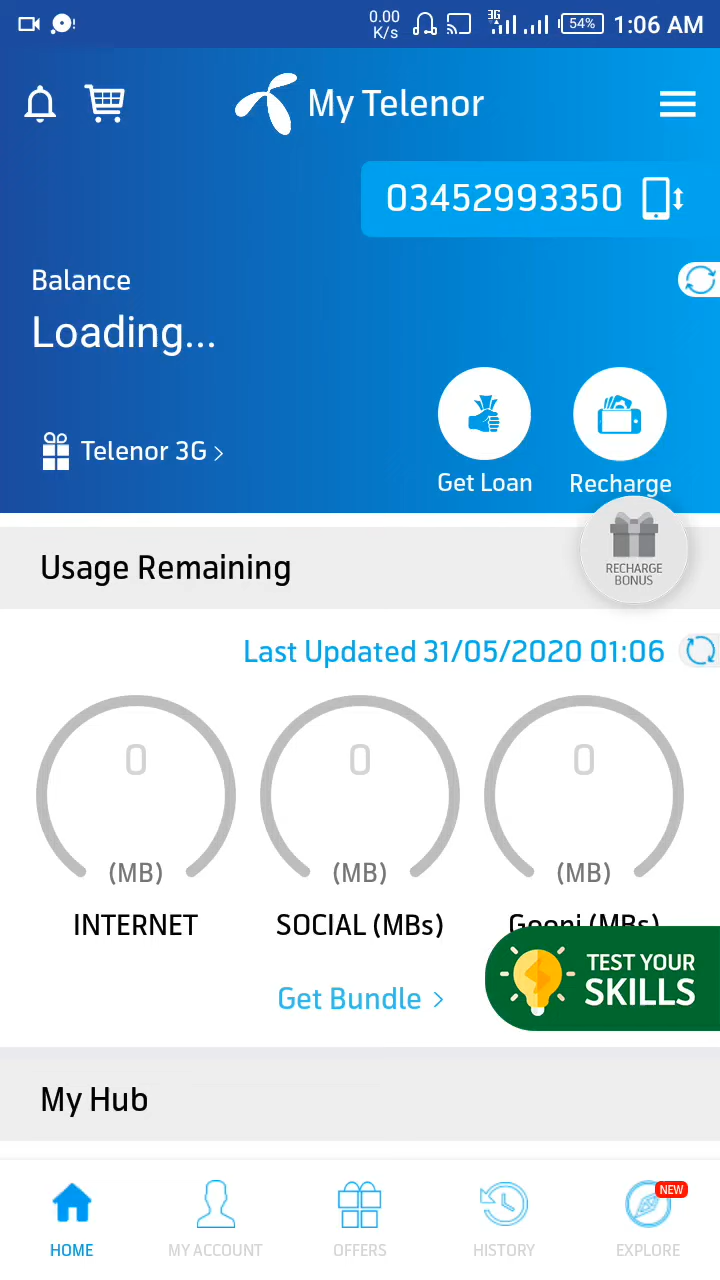 0.00
K/s
3G
54%
1:06 AM
My Telenor
03452993350
Balance
Loading...
Telenor 3G >
Get Loan
Recharge
RECHARGE
BONUS
Usage Remaining
Last Updated 31/05/2020 01:06
0
0
0
(MB)
(MB)
(MB)
INTERNET
SOCIAL (MBs)
Goonj (MBs)
Get Bundle >
TEST YOUR
SKILLS
My Hub
NEW
HOME
MY ACCOUNT
OFFERS
HISTORY
EXPLORE